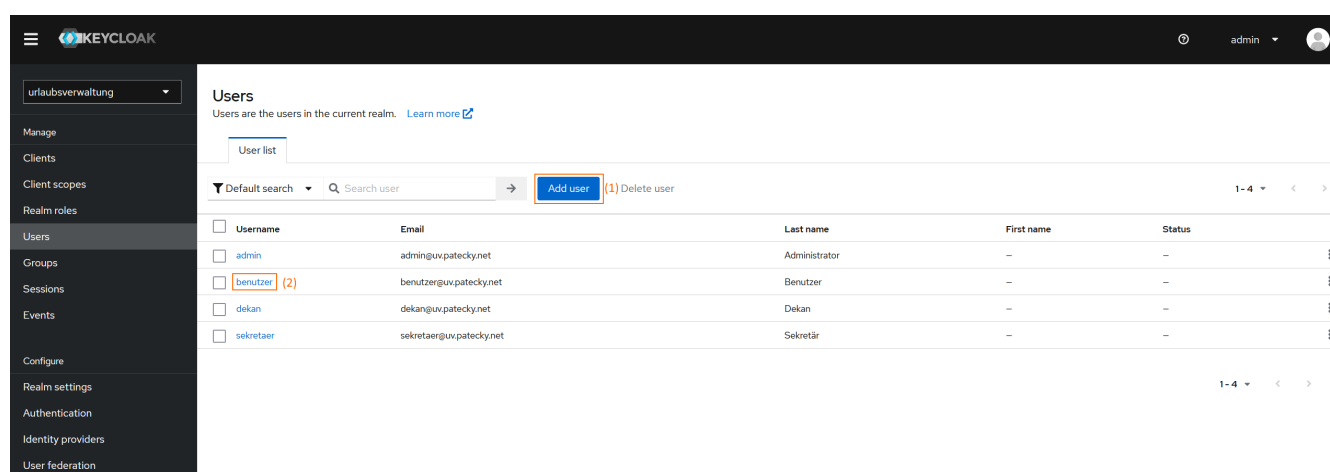 KEYCLOAK
admin
urlaubsverwaltung
Manage
Clients
Client scopes
Realm roles
Users
Groups
Sessions
Events
Configure
Realm settings
Authentication
Identity providers
User federation
Users
Users are the users in the current realm. Learn more
User list
Default search Search user Add user (1) Delete user 1 - 4
Username Email Last name First name Status
admin admin@uv.patecky.net Administrator – –
benutzer (2) benutzer@uv.patecky.net Benutzer – –
dekan dekan@uv.patecky.net Dekan – –
sekretaer sekretaer@uv.patecky.net Sekretär – –
1 - 4